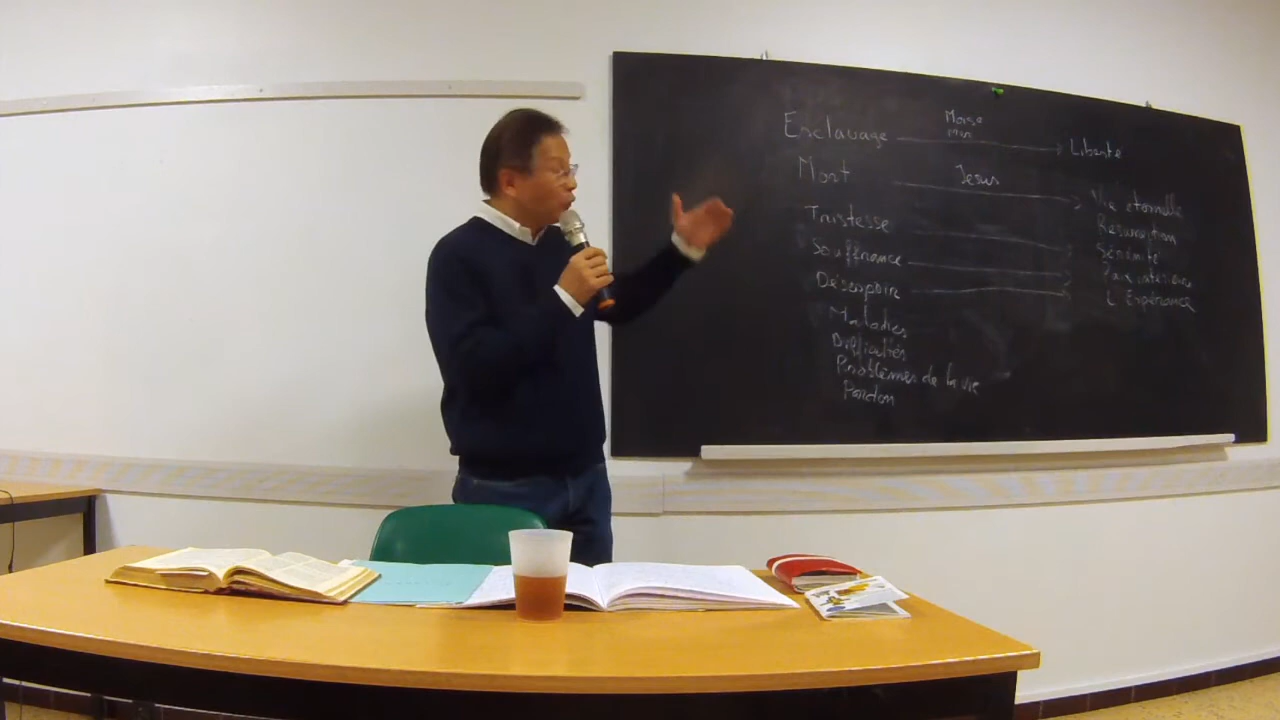 Esclavage Moïse Liberté
Mort Jesus Vie éternelle
Résurrection
Tristesse Sérénité
Souffrance Paix intérieure
Désespoir L'Espérance
Maladies
Difficultés
Problèmes de la vie
Pardon